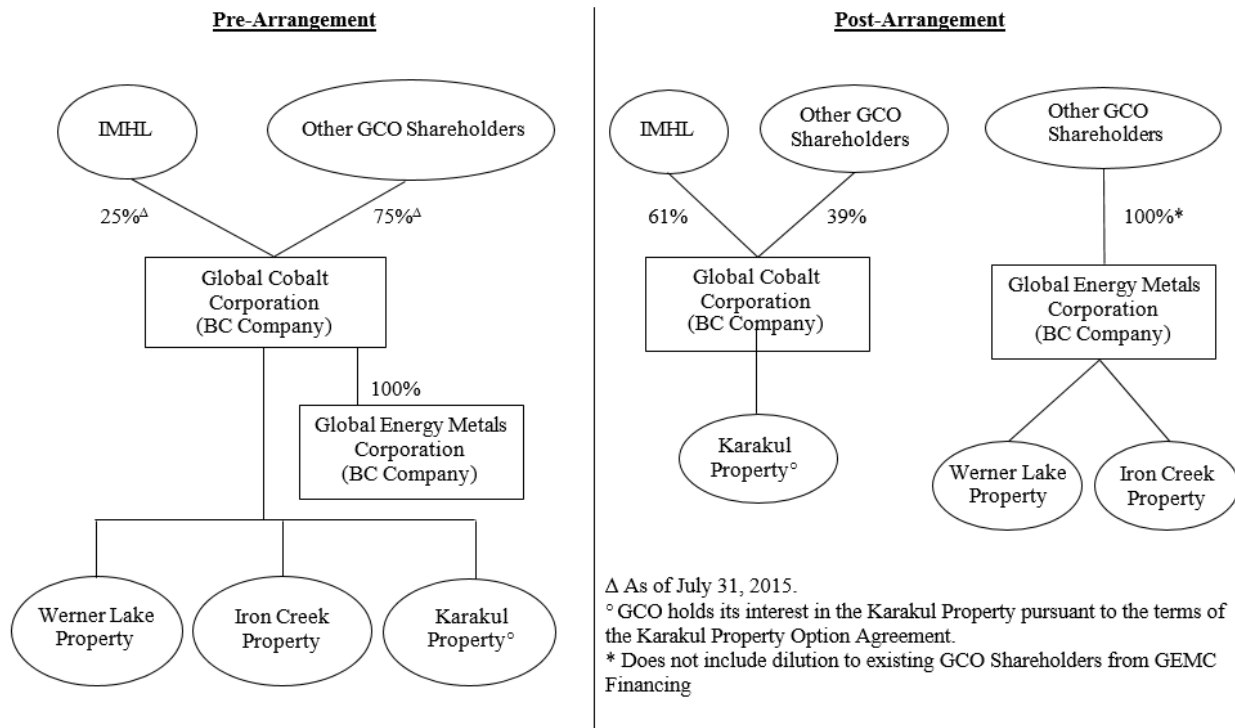 Pre-Arrangement
IMHL
Other GCO Shareholders
25%Δ
75%Δ
Global Cobalt
Corporation
(BC Company)
100%
Global Energy Metals
Corporation
(BC Company)
Werner Lake
Property
Iron Creek
Property
Karakul
Property°
Post-Arrangement
IMHL
Other GCO
Shareholders
Other GCO
Shareholders
61%
39%
100%*
Global Cobalt
Corporation
(BC Company)
Global Energy Metals
Corporation
(BC Company)
Karakul
Property°
Werner Lake
Property
Iron Creek
Property
Δ As of July 31, 2015.
° GCO holds its interest in the Karakul Property pursuant to the terms of
the Karakul Property Option Agreement.
* Does not include dilution to existing GCO Shareholders from GEMC
Financing